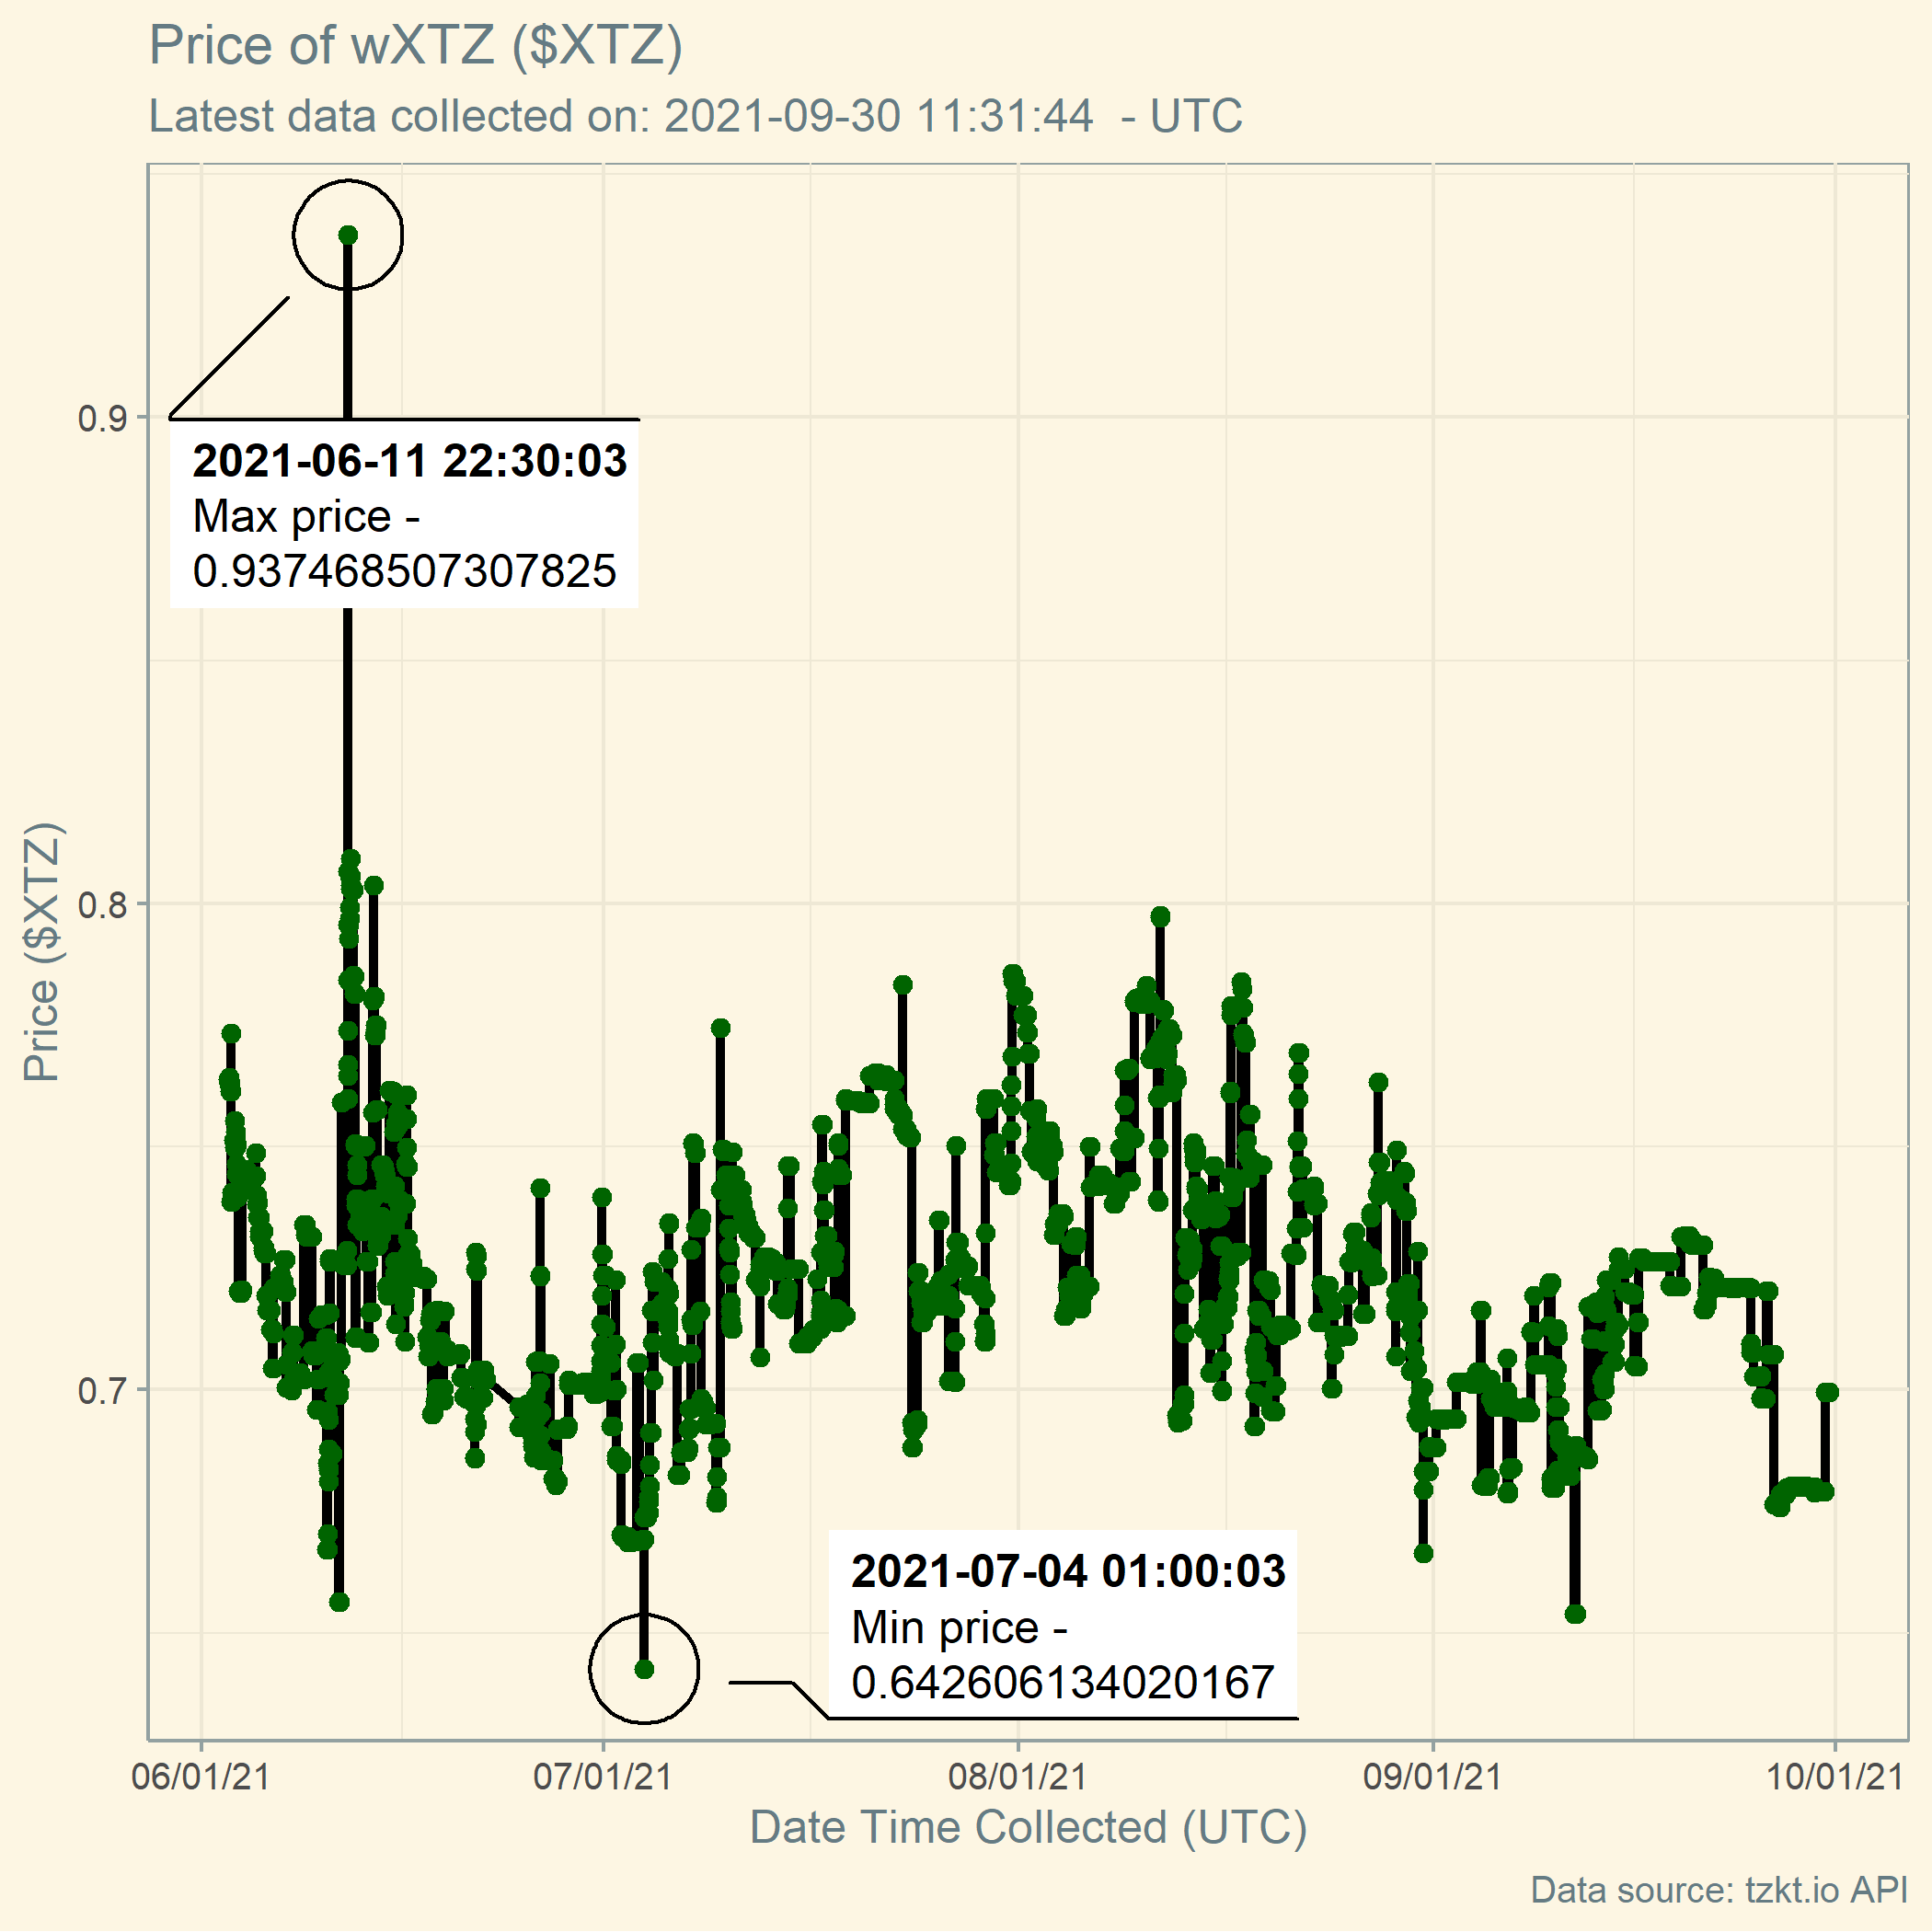 Price of wXTZ ($XTZ)
Latest data collected on: 2021-09-30 11:31:44  - UTC
Price ($XTZ)
0.9
0.8
0.7
2021-06-11 22:30:03
Max price -
0.937468507307825
2021-07-04 01:00:03
Min price -
0.642606134020167
06/01/21
07/01/21
08/01/21
09/01/21
10/01/21
Date Time Collected (UTC)
Data source: tzkt.io API